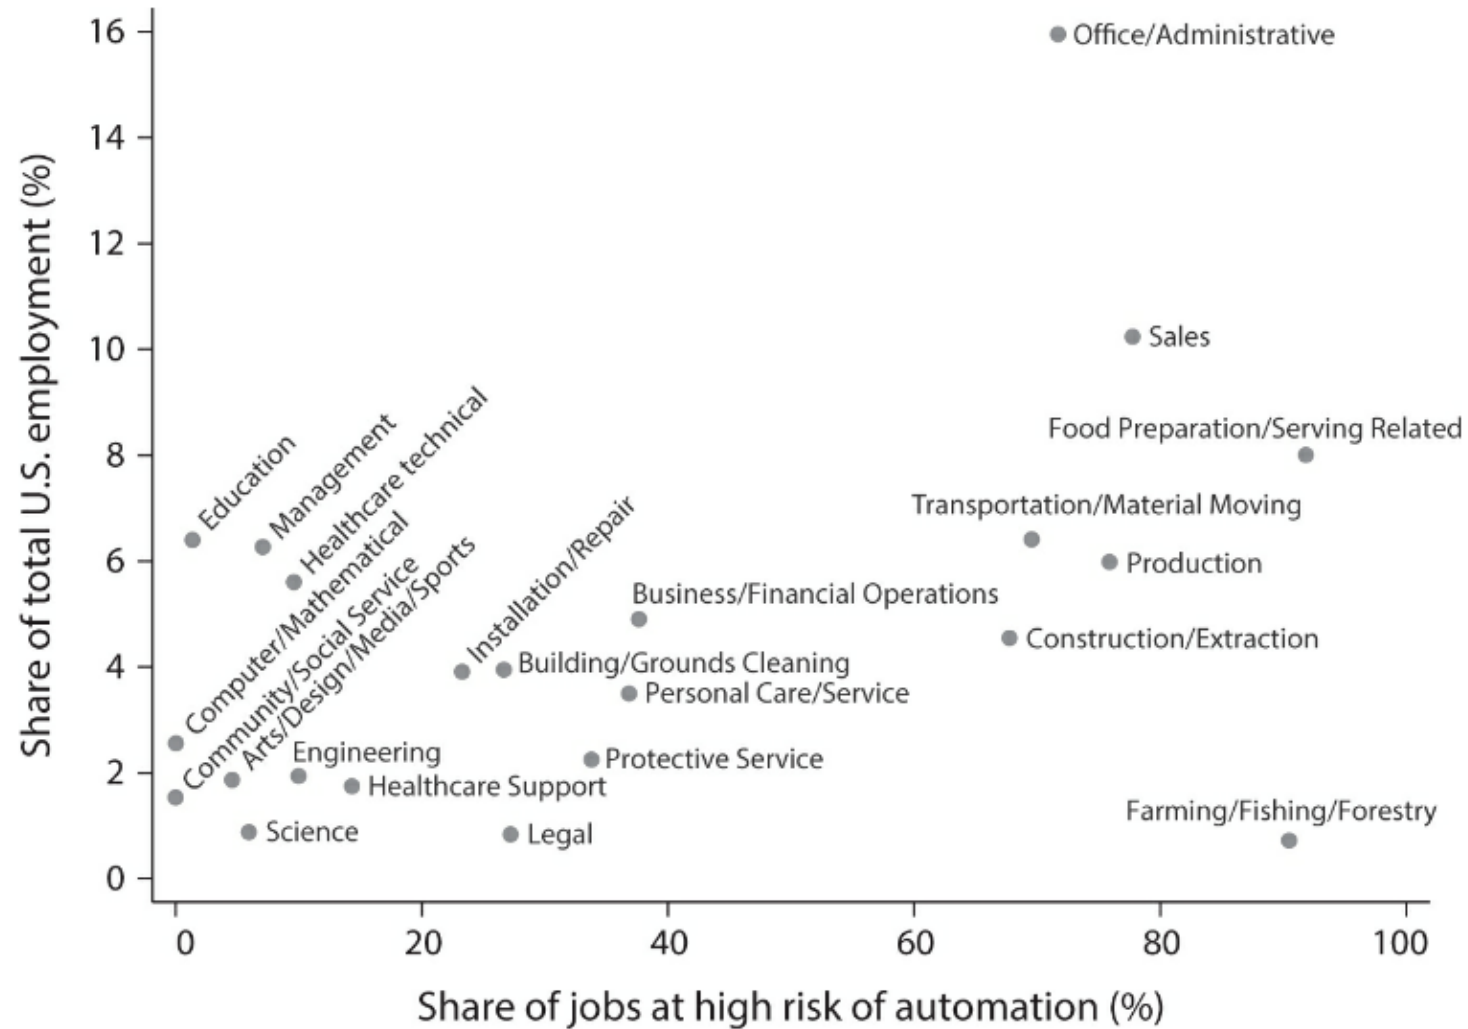 16
Office/Administrative
14
12
10
Sales
8
Food Preparation/Serving Related
Education
Management
Healthcare technical
Transportation/Material Moving
6
Production
Computer/Mathematical
Community/Social Service
Arts/Design/Media/Sports
Installation/Repair
Business/Financial Operations
Construction/Extraction
4
Building/Grounds Cleaning
Personal Care/Service
Engineering
Protective Service
2
Healthcare Support
Farming/Fishing/Forestry
Science
Legal
0
Share of total U.S. employment (%)
0 20 40 60 80 100
Share of jobs at high risk of automation (%)